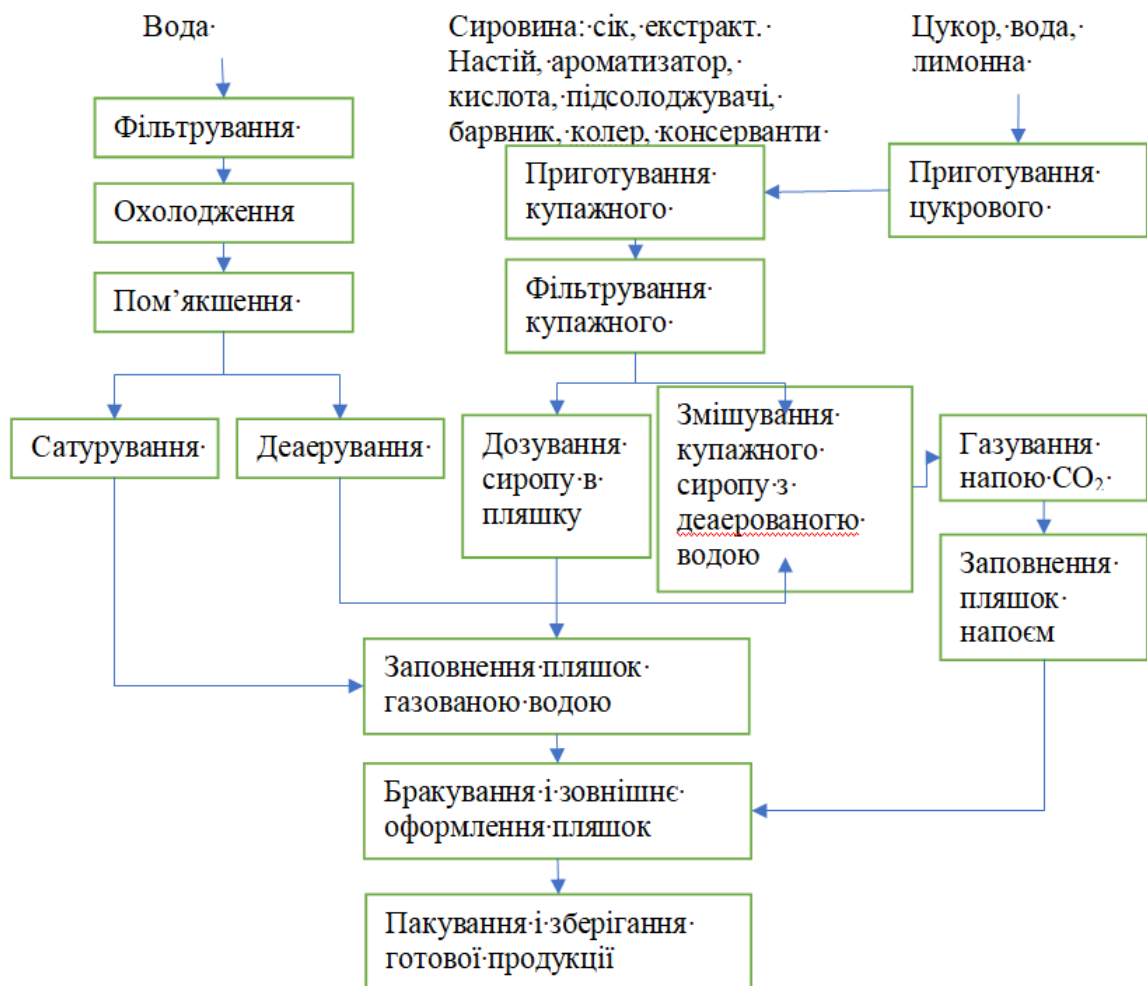 Вода
Сировина: сік, екстракт.
Настій, ароматизатор,
кислота, підсолоджувачі,
барвник, колер, консерванти
Цукор, вода,
лимонна
Фільтрування
Охолодження
Пом’якшення
Приготування
купажного
Приготування
цукрового
Фільтрування
купажного
Сатурування
Деаерування
Дозування
сиропу в
пляшку
Змішування
купажного
сиропу з
деаерованогю
водою
Газування
напою CO₂
Заповнення
пляшок
напоєм
Заповнення пляшок
газованою водою
Бракування і зовнішнє
оформлення пляшок
Пакування і зберігання
готової продукції